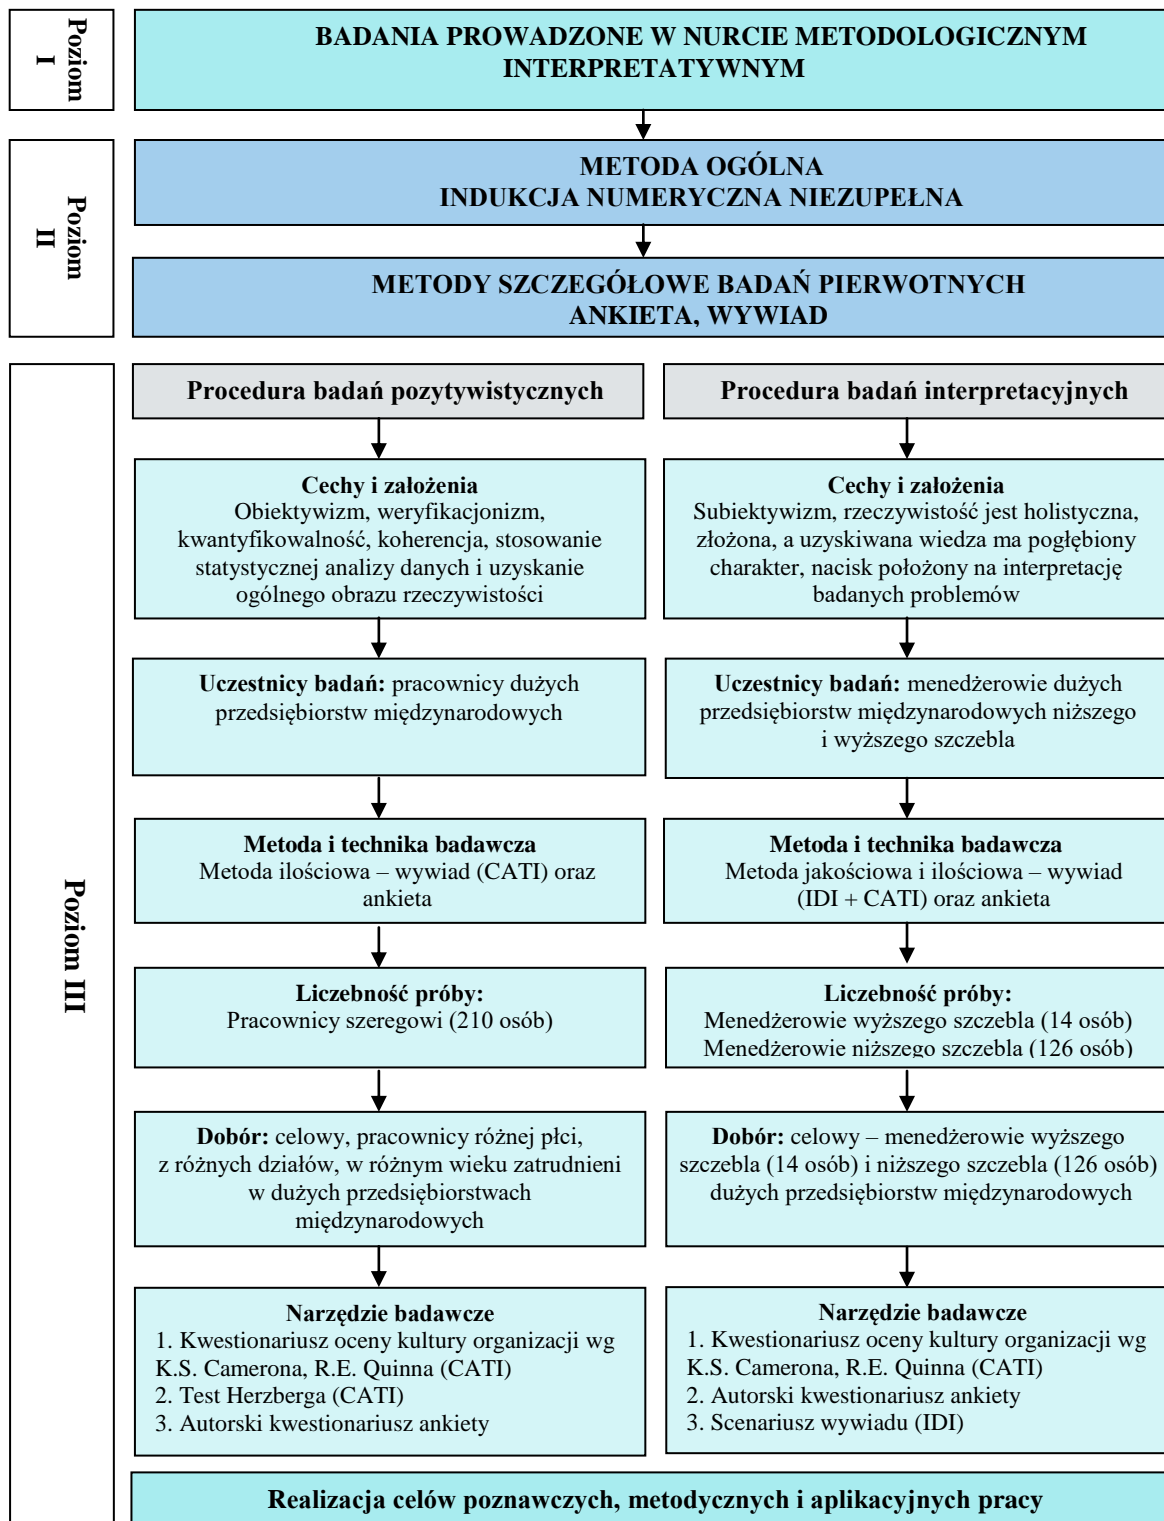 Poziom
I
BADANIA PROWADZONE W NURCIE METODOLOGICZNYM
INTERPRETATYWNYM
Poziom
II
METODA OGÓLNA
INDUKCJA NUMERYCZNA NIEZUPEŁNA
METODY SZCZEGÓŁOWE BADAŃ PIERWOTNYCH
ANKIETA, WYWIAD
Poziom III
Procedura badań pozytywistycznych
Cechy i założenia
Obiektywizm, weryfikacjonizm,
kwantyfikowalność, koherencja, stosowanie
statystycznej analizy danych i uzyskanie
ogólnego obrazu rzeczywistości
Uczestnicy badań: pracownicy dużych
przedsiębiorstw międzynarodowych
Metoda i technika badawcza
Metoda ilościowa – wywiad (CATI) oraz
ankieta
Liczebność próby:
Pracownicy szeregowi (210 osób)
Dobór: celowy, pracownicy różnej płci,
z różnych działów, w różnym wieku zatrudnieni
w dużych przedsiębiorstwach
międzynarodowych
Narzędzie badawcze
1. Kwestionariusz oceny kultury organizacji wg
K.S. Camerona, R.E. Quinna (CATI)
2. Test Herzberga (CATI)
3. Autorski kwestionariusz ankiety
Procedura badań interpretacyjnych
Cechy i założenia
Subiektywizm, rzeczywistość jest holistyczna,
złożona, a uzyskiwana wiedza ma pogłębiony
charakter, nacisk położony na interpretację
badanych problemów
Uczestnicy badań: menedżerowie dużych
przedsiębiorstw międzynarodowych niższego
i wyższego szczebla
Metoda i technika badawcza
Metoda jakościowa i ilościowa – wywiad
(IDI + CATI) oraz ankieta
Liczebność próby:
Menedżerowie wyższego szczebla (14 osób)
Menedżerowie niższego szczebla (126 osób)
Dobór: celowy – menedżerowie wyższego
szczebla (14 osób) i niższego szczebla (126 osób)
dużych przedsiębiorstw międzynarodowych
Narzędzie badawcze
1. Kwestionariusz oceny kultury organizacji wg
K.S. Camerona, R.E. Quinna (CATI)
2. Autorski kwestionariusz ankiety
3. Scenariusz wywiadu (IDI)
Realizacja celów poznawczych, metodycznych i aplikacyjnych pracy